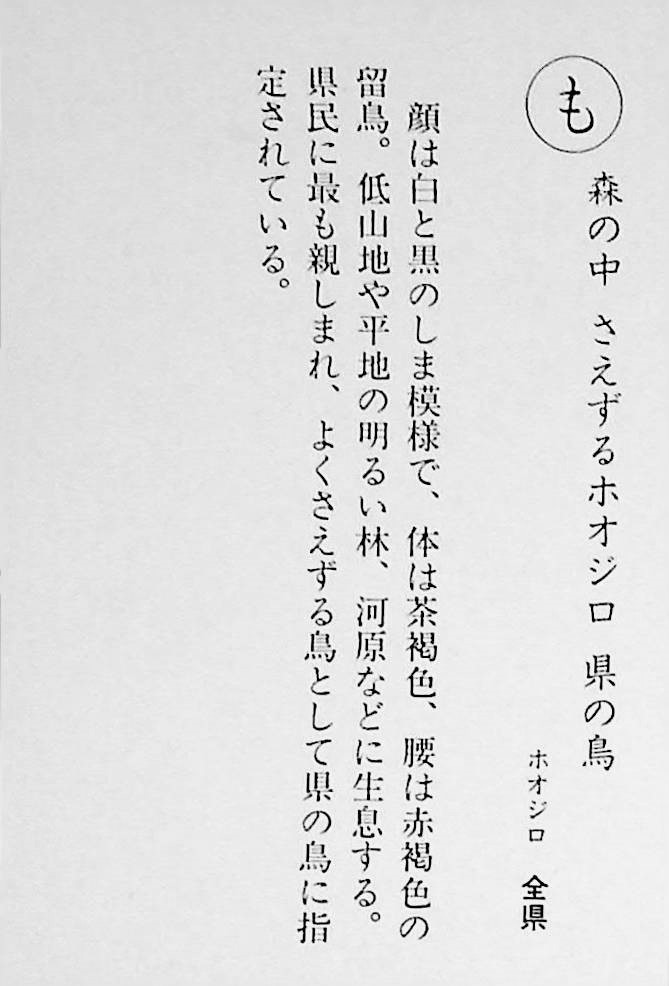 も
森の中 さえずるホオジロ 県の鳥
ホオジロ 全県
顔は白と黒のしま模様で、体は茶褐色、腰は赤褐色の
留鳥。低山地や平地の明るい林、河原などに生息する。
県民に最も親しまれ、よくさえずる鳥として県の鳥に指
定されている。